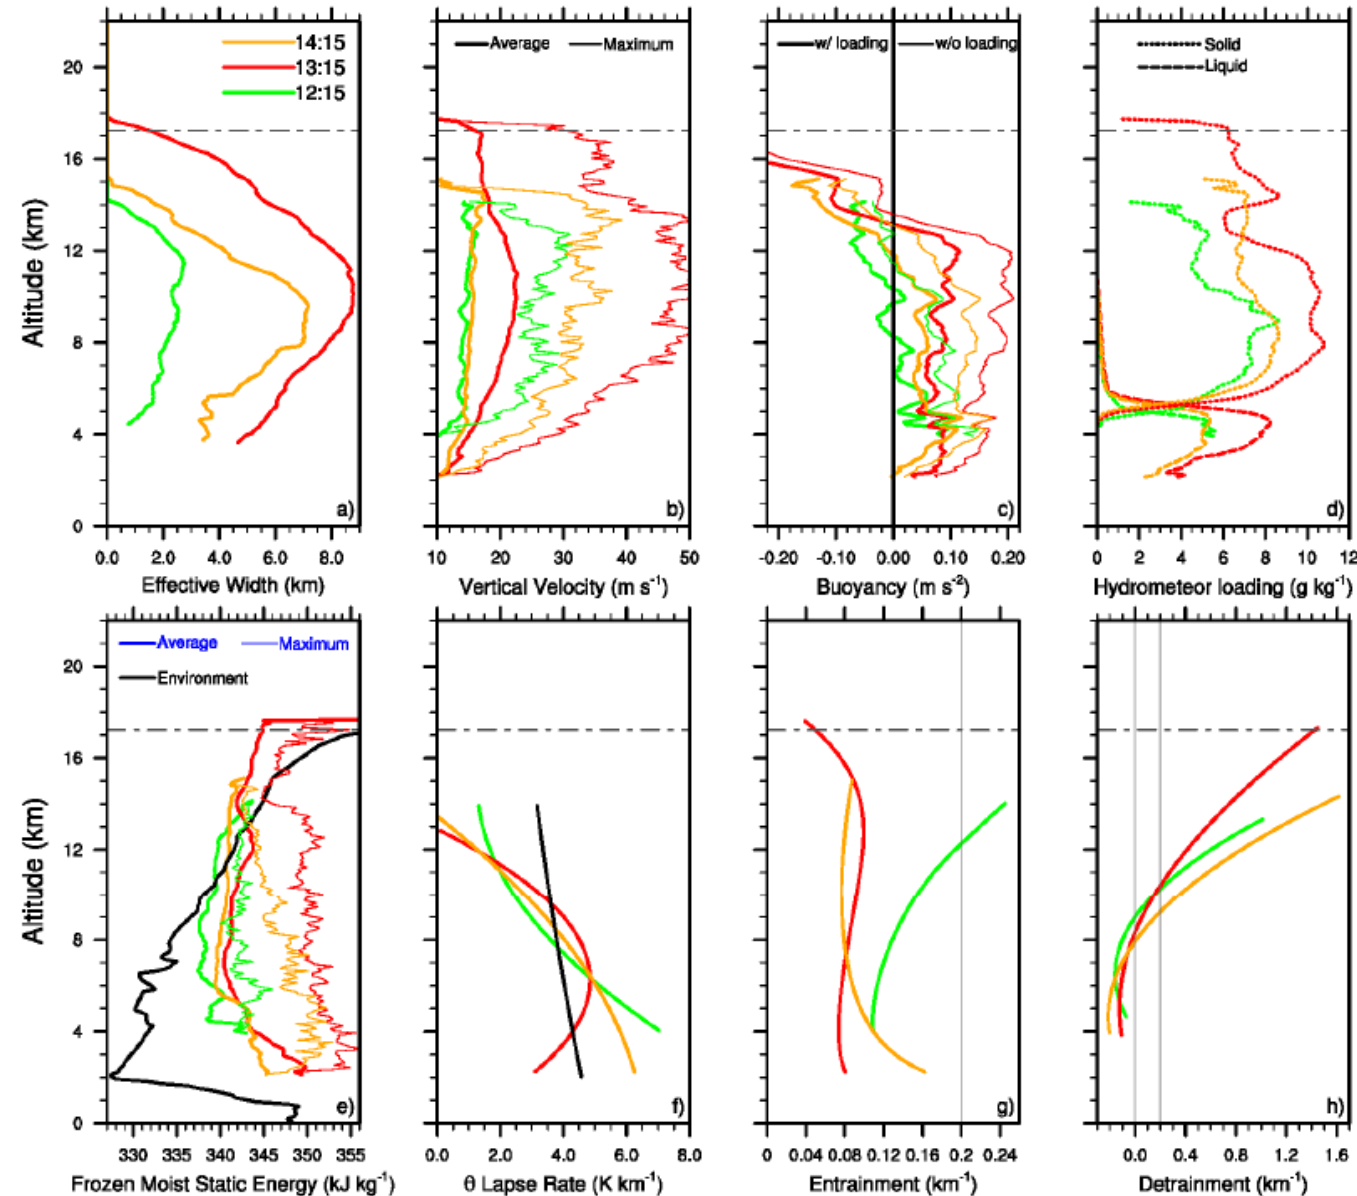 14:15
13:15
12:15
Average Maximum
w/ loading w/o loading
Solid
Liquid
Altitude (km)
20
16
12
8
4
0
a) b) c) d)
0.0 2.0 4.0 6.0 8.0
10 20 30 40 50
-0.20 -0.10 0.00 0.10 0.20
0 2 4 6 8 10 12
Effective Width (km)
Vertical Velocity (m s⁻¹)
Buoyancy (m s⁻²)
Hydrometeor loading (g kg⁻¹)
Average Maximum
Environment
Altitude (km)
20
16
12
8
4
0
e) f) g) h)
330 335 340 345 350 355
0.0 2.0 4.0 6.0 8.0
0 0.04 0.08 0.12 0.16 0.2 0.24
0.0 0.4 0.8 1.2 1.6
Frozen Moist Static Energy (kJ kg⁻¹)
θ Lapse Rate (K km⁻¹)
Entrainment (km⁻¹)
Detrainment (km⁻¹)